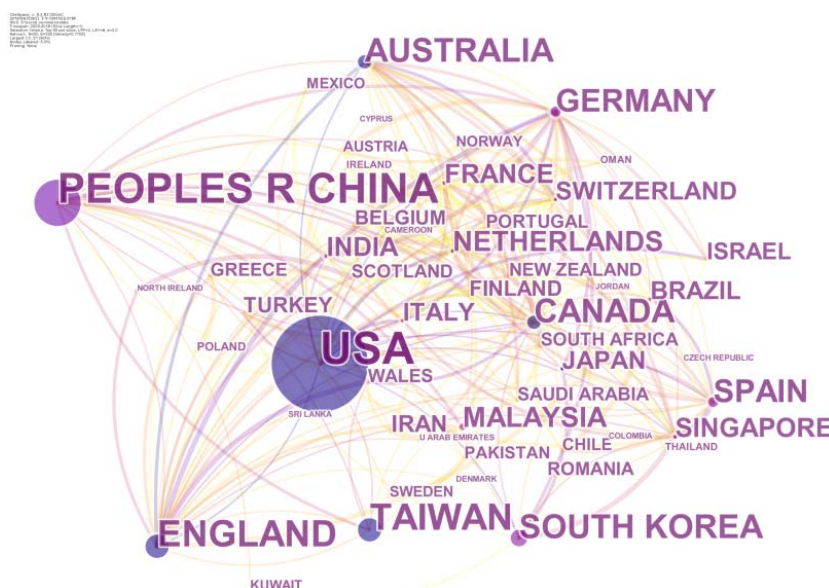 AUSTRALIA
MEXICO
GERMANY
CYPRUS
AUSTRIA
NORWAY
IRELAND
OMAN
PEOPLES R CHINA
FRANCE
SWITZERLAND
BELGIUM
PORTUGAL
CAMEROON
INDIA
NETHERLANDS
ISRAEL
GREECE
SCOTLAND
NEW ZEALAND
NORTH IRELAND
FINLAND
JORDAN
BRAZIL
TURKEY
ITALY
CANADA
POLAND
USA
SOUTH AFRICA
WALES
JAPAN
CZECH REPUBLIC
SAUDI ARABIA
SPAIN
SRI LANKA
IRAN
MALAYSIA
SINGAPORE
U ARAB EMIRATES
CHILE
COLOMBIA
THAILAND
PAKISTAN
ROMANIA
DENMARK
SWEDEN
ENGLAND
TAIWAN
SOUTH KOREA
KUWAIT